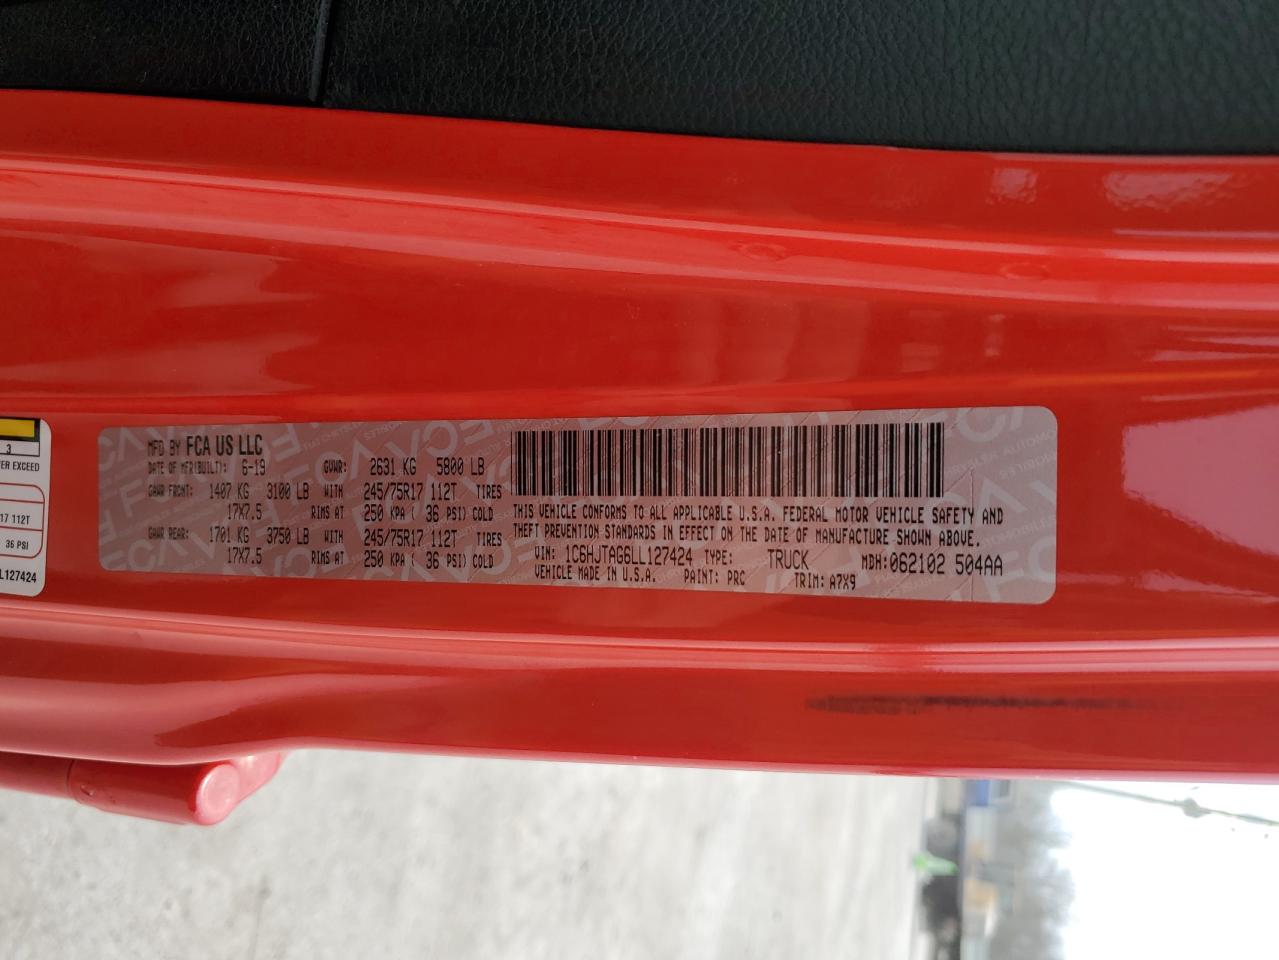 3
ER EXCEED
17 112T
36 PSI
L127424
MFD BY FCA US LLC
DATE OF MFR(BUILT): 6-19 GVWR: 2631 KG 5800 LB
GAWR FRONT: 1407 KG 3100 LB WITH 245/75R17 112T TIRES
17X7.5 RIMS AT 250 KPA ( 36 PSI) COLD
GAWR REAR: 1701 KG 3750 LB WITH 245/75R17 112T TIRES
17X7.5 RIMS AT 250 KPA ( 36 PSI) COLD
THIS VEHICLE CONFORMS TO ALL APPLICABLE U.S.A. FEDERAL MOTOR VEHICLE SAFETY AND
THEFT PREVENTION STANDARDS IN EFFECT ON THE DATE OF MANUFACTURE SHOWN ABOVE.
VIN: 1C6HJTAG6LL127424 TYPE: TRUCK MDH: 062102 504AA
VEHICLE MADE IN U.S.A. PAINT: PRC TRIM: A7X9